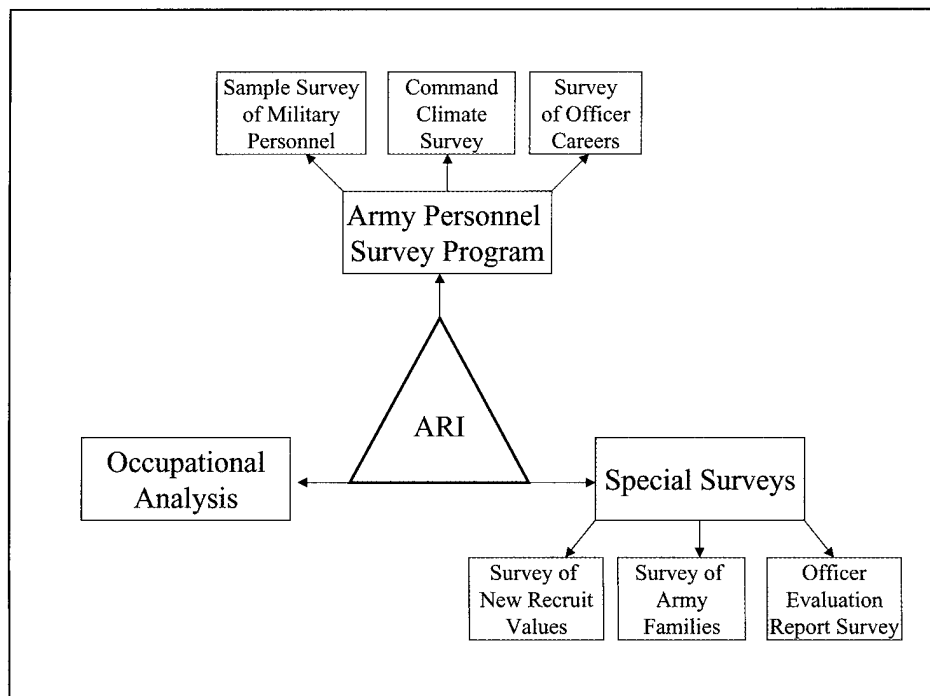 Sample Survey
of Military
Personnel
Command
Climate
Survey
Survey
of Officer
Careers
Army Personnel
Survey Program
ARI
Occupational
Analysis
Special Surveys
Survey of
New Recruit
Values
Survey of
Army
Families
Officer
Evaluation
Report Survey